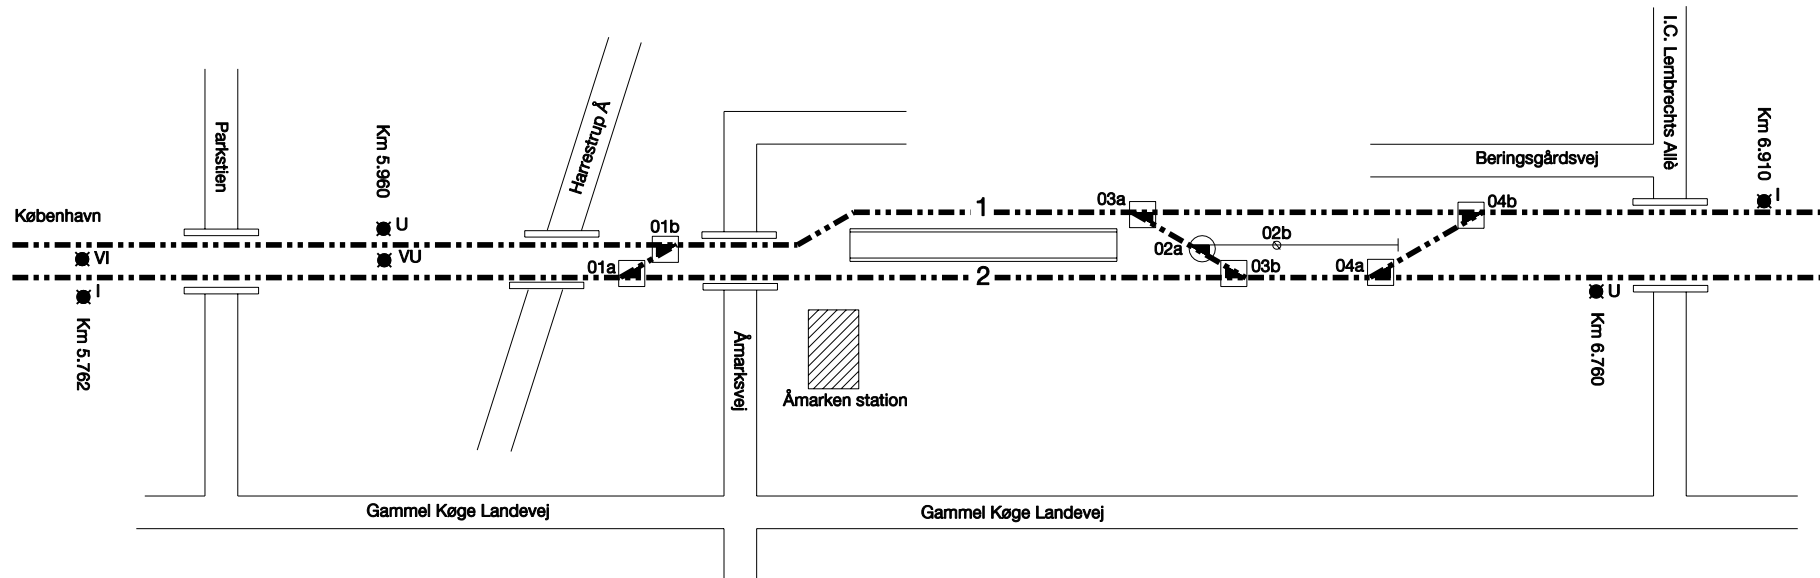 København
Parkstien
Km 5.960
U
VU
VI
I
Km 5.762
Harrestrup Å
01b
01a
Åmarksvej
Åmarken station
1
2
03a
02a
02b
03b
04a
04b
Beringsgårdsvej
I.C. Lembrechts Allè
Km 6.910
I
U
Km 6.760
Gammel Køge Landevej
Gammel Køge Landevej